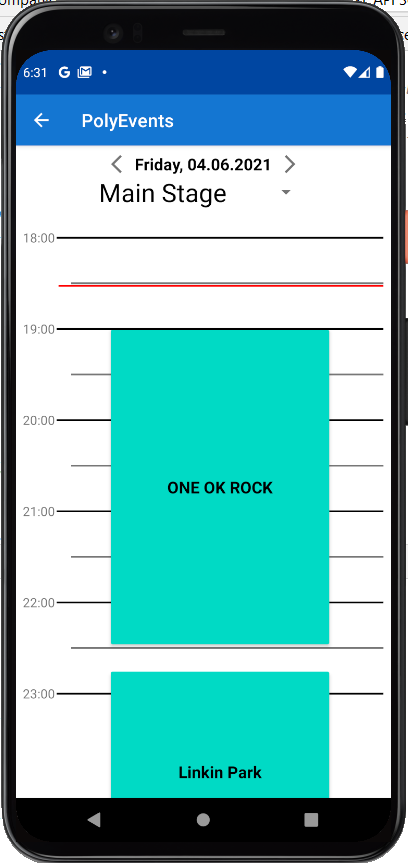 6:31
PolyEvents
Friday, 04.06.2021
Main Stage
18:00
19:00
20:00
ONE OK ROCK
21:00
22:00
23:00
Linkin Park